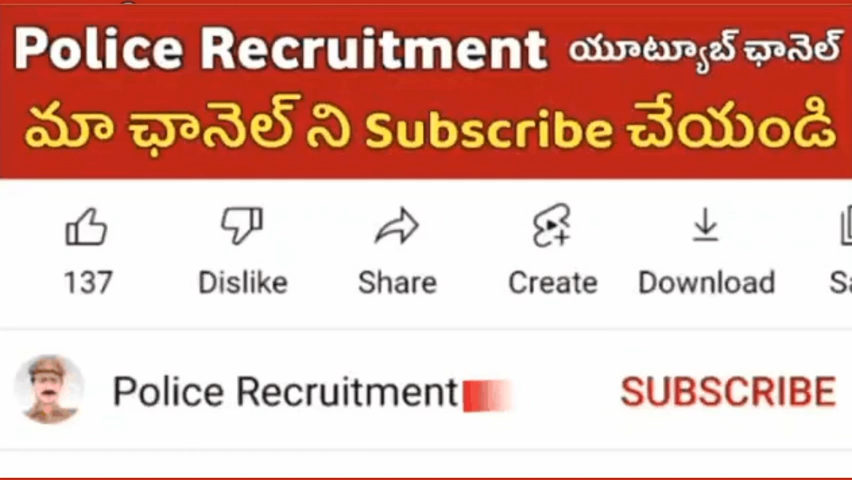 Police Recruitment యూట్యూబ్ ఛానెల్
మా ఛానెల్ ని Subscribe చేయండి
137 Dislike Share Create Download
Police Recruitment SUBSCRIBE